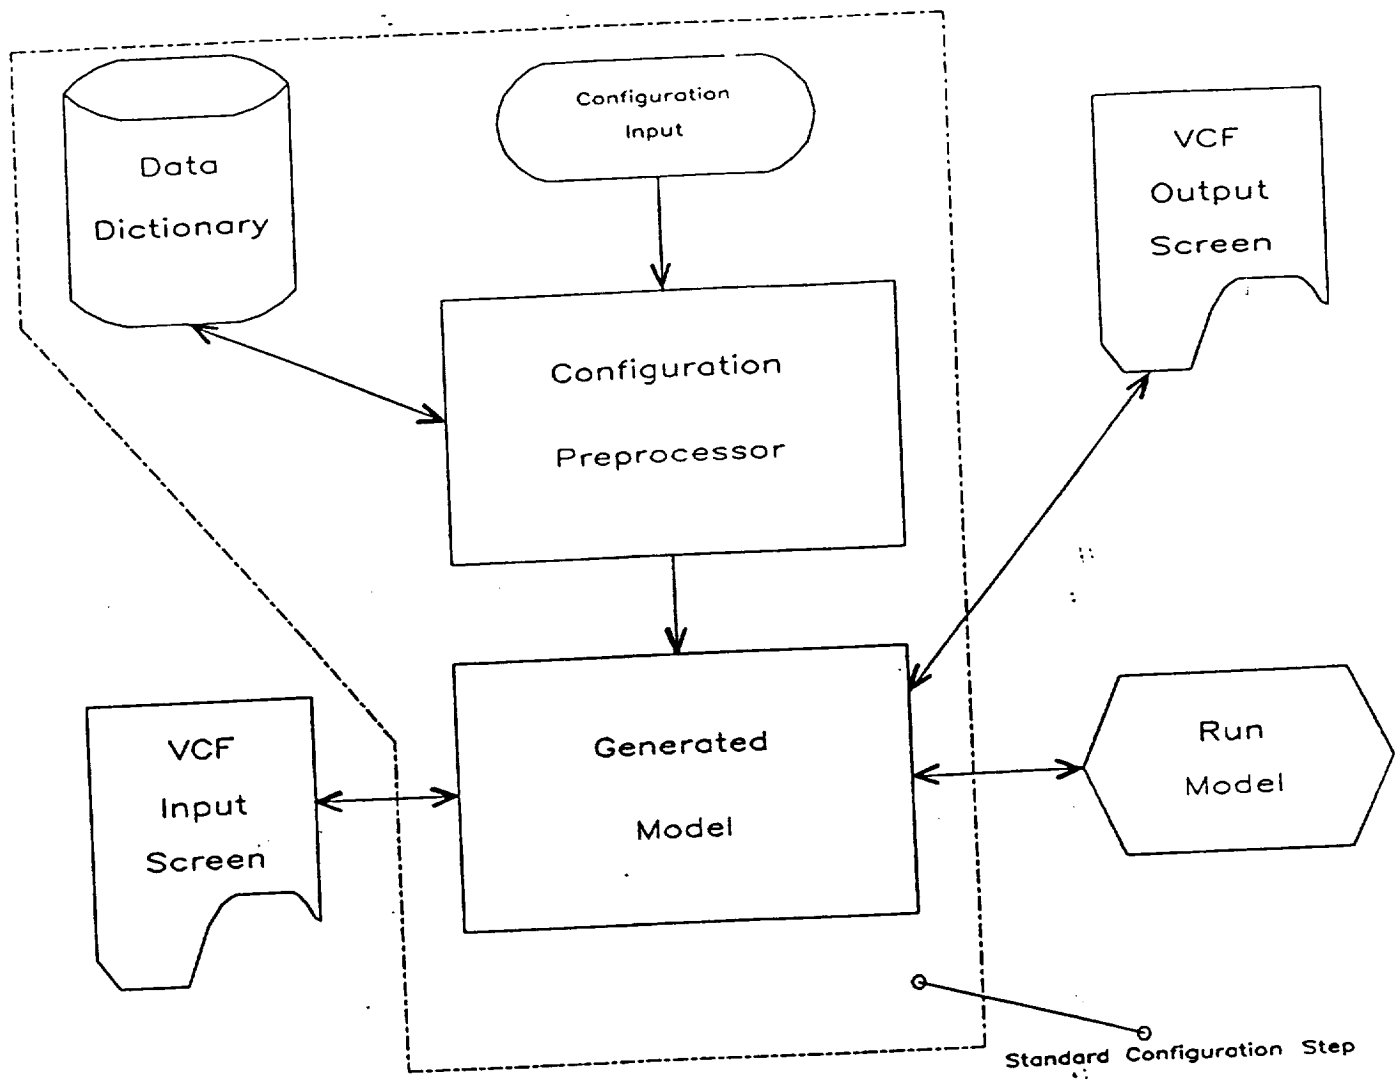 Configuration
Input
Data
Dictionary
VCF
Output
Screen
Configuration
Preprocessor
VCF
Input
Screen
Generated
Model
Run
Model
Standard Configuration Step